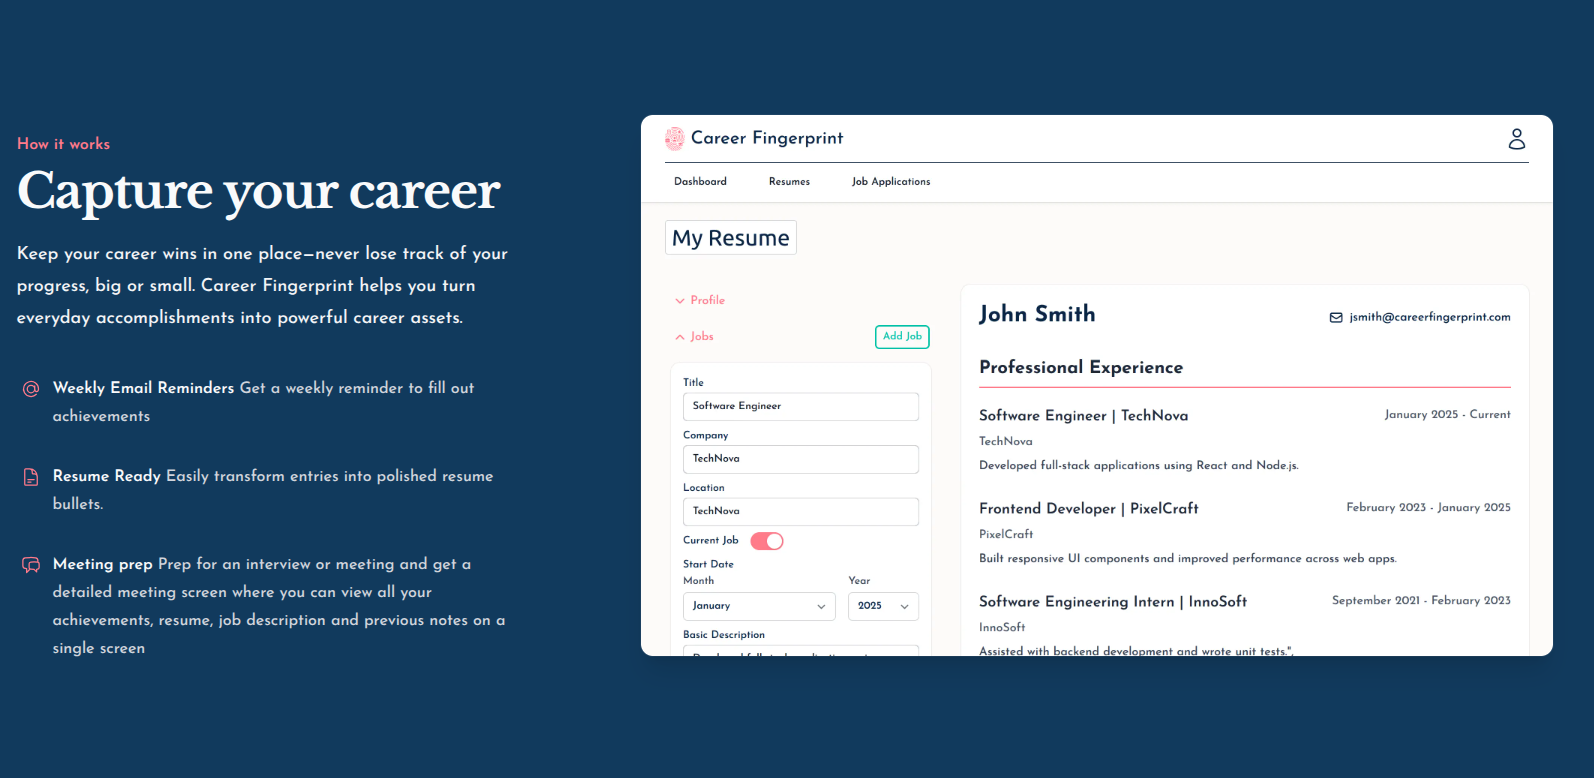 How it works
Capture your career
Keep your career wins in one place—never lose track of your
progress, big or small. Career Fingerprint helps you turn
everyday accomplishments into powerful career assets.
Weekly Email Reminders Get a weekly reminder to fill out
achievements
Resume Ready Easily transform entries into polished resume
bullets.
Meeting prep Prep for an interview or meeting and get a
detailed meeting screen where you can view all your
achievements, resume, job description and previous notes on a
single screen
Career Fingerprint
Dashboard Resumes Job Applications
My Resume
Profile
Jobs Add Job
Title
Software Engineer
Company
TechNova
Location
TechNova
Current Job
Start Date
Month Year
January 2025
Basic Description
John Smith jsmith@careerfingerprint.com
Professional Experience
Software Engineer | TechNova January 2025 - Current
TechNova
Developed full-stack applications using React and Node.js.
Frontend Developer | PixelCraft February 2023 - January 2025
PixelCraft
Built responsive UI components and improved performance across web apps.
Software Engineering Intern | InnoSoft September 2021 - February 2023
InnoSoft
Assisted with backend development and wrote unit tests.",